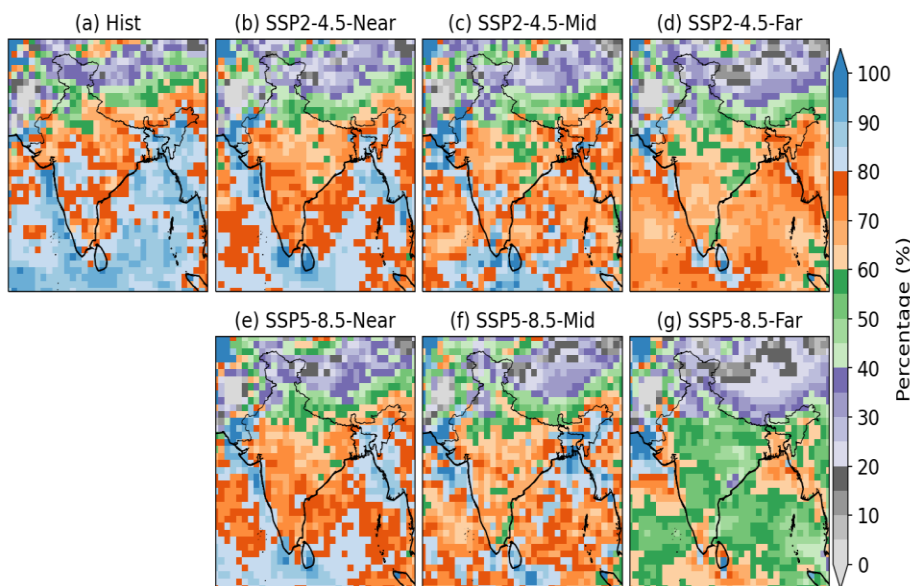 (a) Hist
(b) SSP2-4.5-Near
(c) SSP2-4.5-Mid
(d) SSP2-4.5-Far
(e) SSP5-8.5-Near
(f) SSP5-8.5-Mid
(g) SSP5-8.5-Far
100
90
80
70
60
50
40
30
20
10
0
Percentage (%)